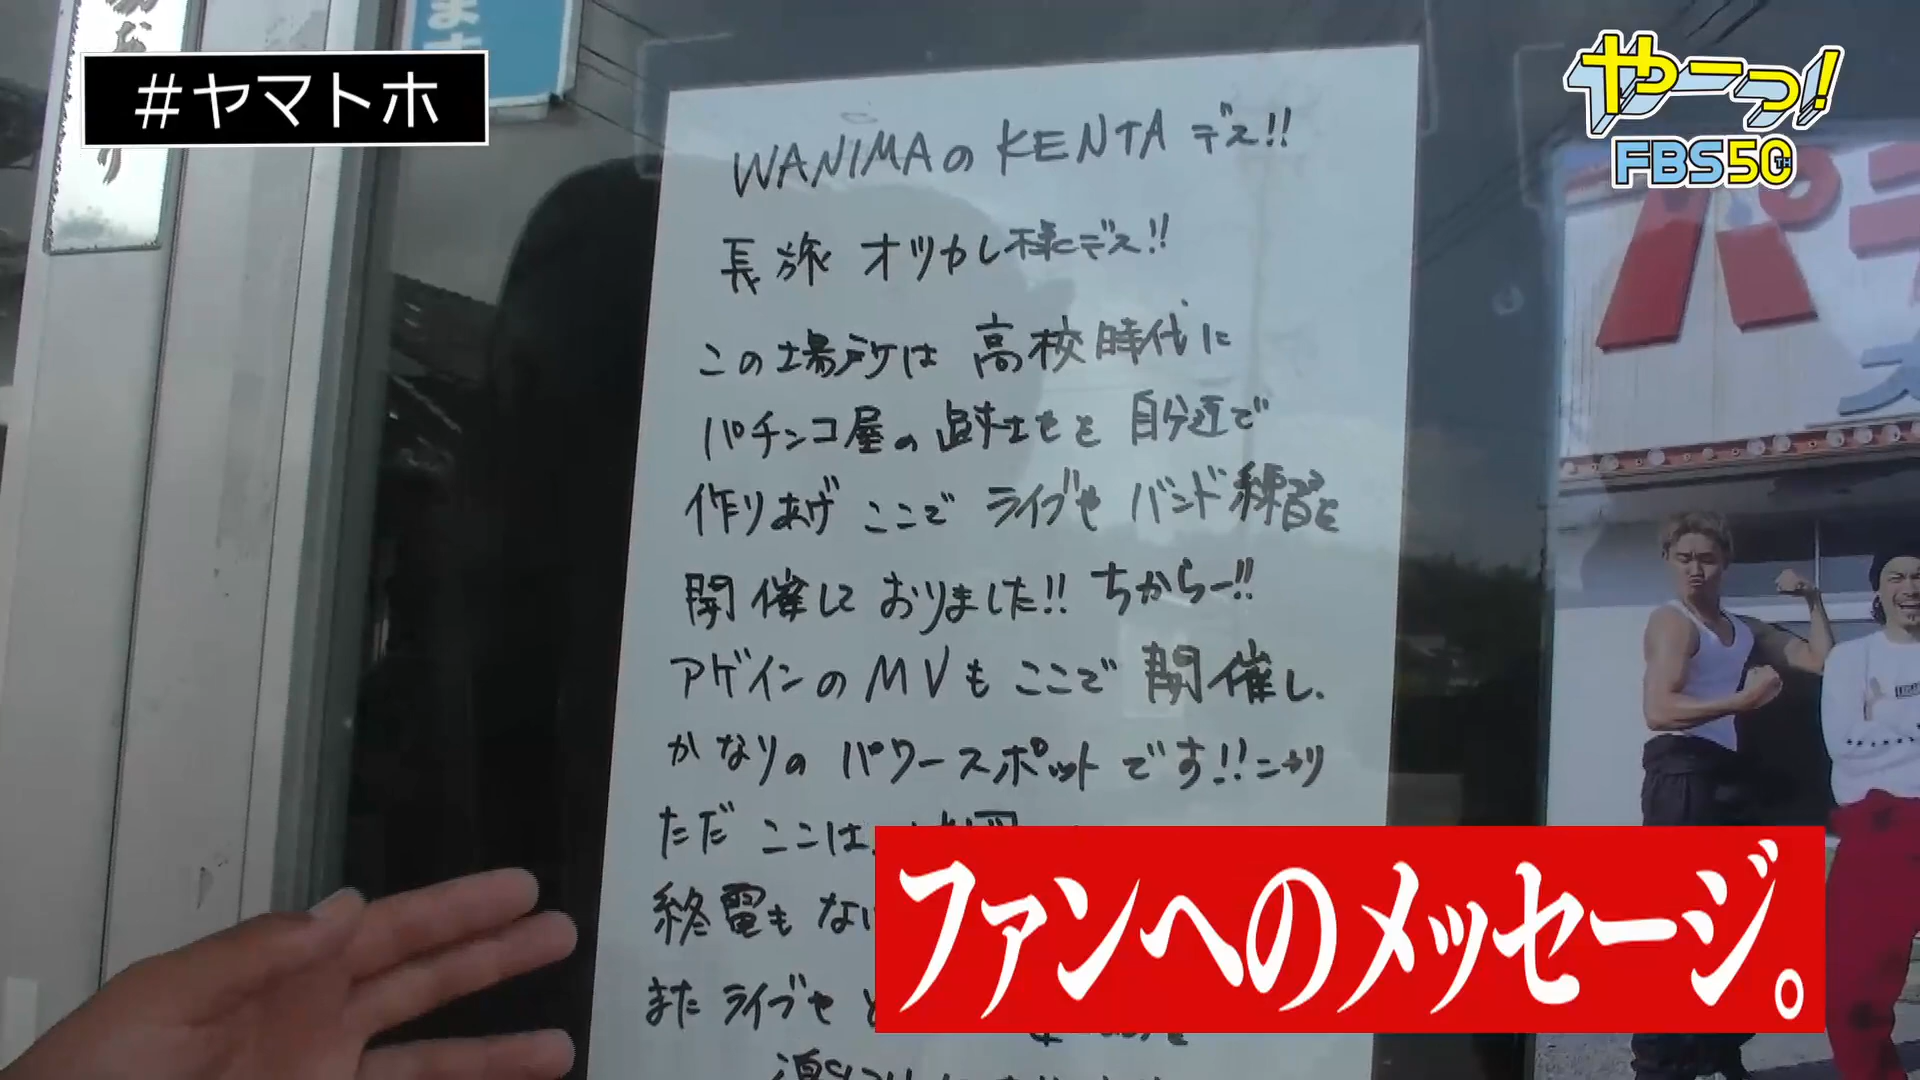 #ヤマトホ
やーっ!
FBS50TH
WANIMAの KENTA デス!!
長旅 オツカレ様デス!!
この場所は 高校時代に
パチンコ屋の 跡地を 自分達で
作りあげ ここで ライブや バンド練習を
開催して おりました!! ちからー!!
アゲインの MVも ここで 開催し、
かなりの パワースポット です!!ニヤリ
ただ ここは
終電も ない
また ライブや
ファンへのメッセージ。
パチ